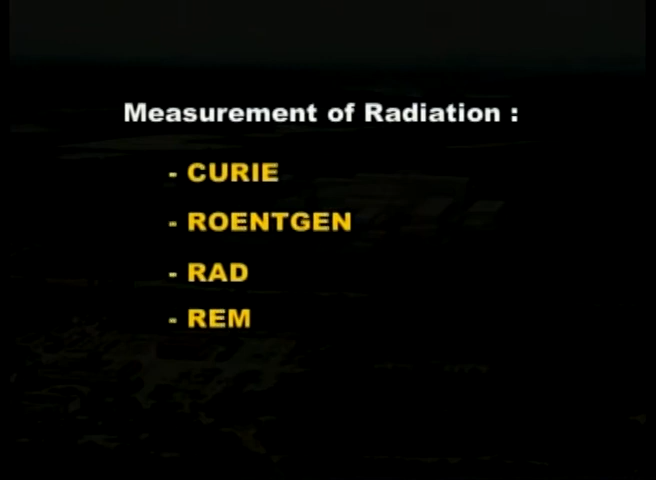 Measurement of Radiation :
- CURIE
- ROENTGEN
- RAD
- REM